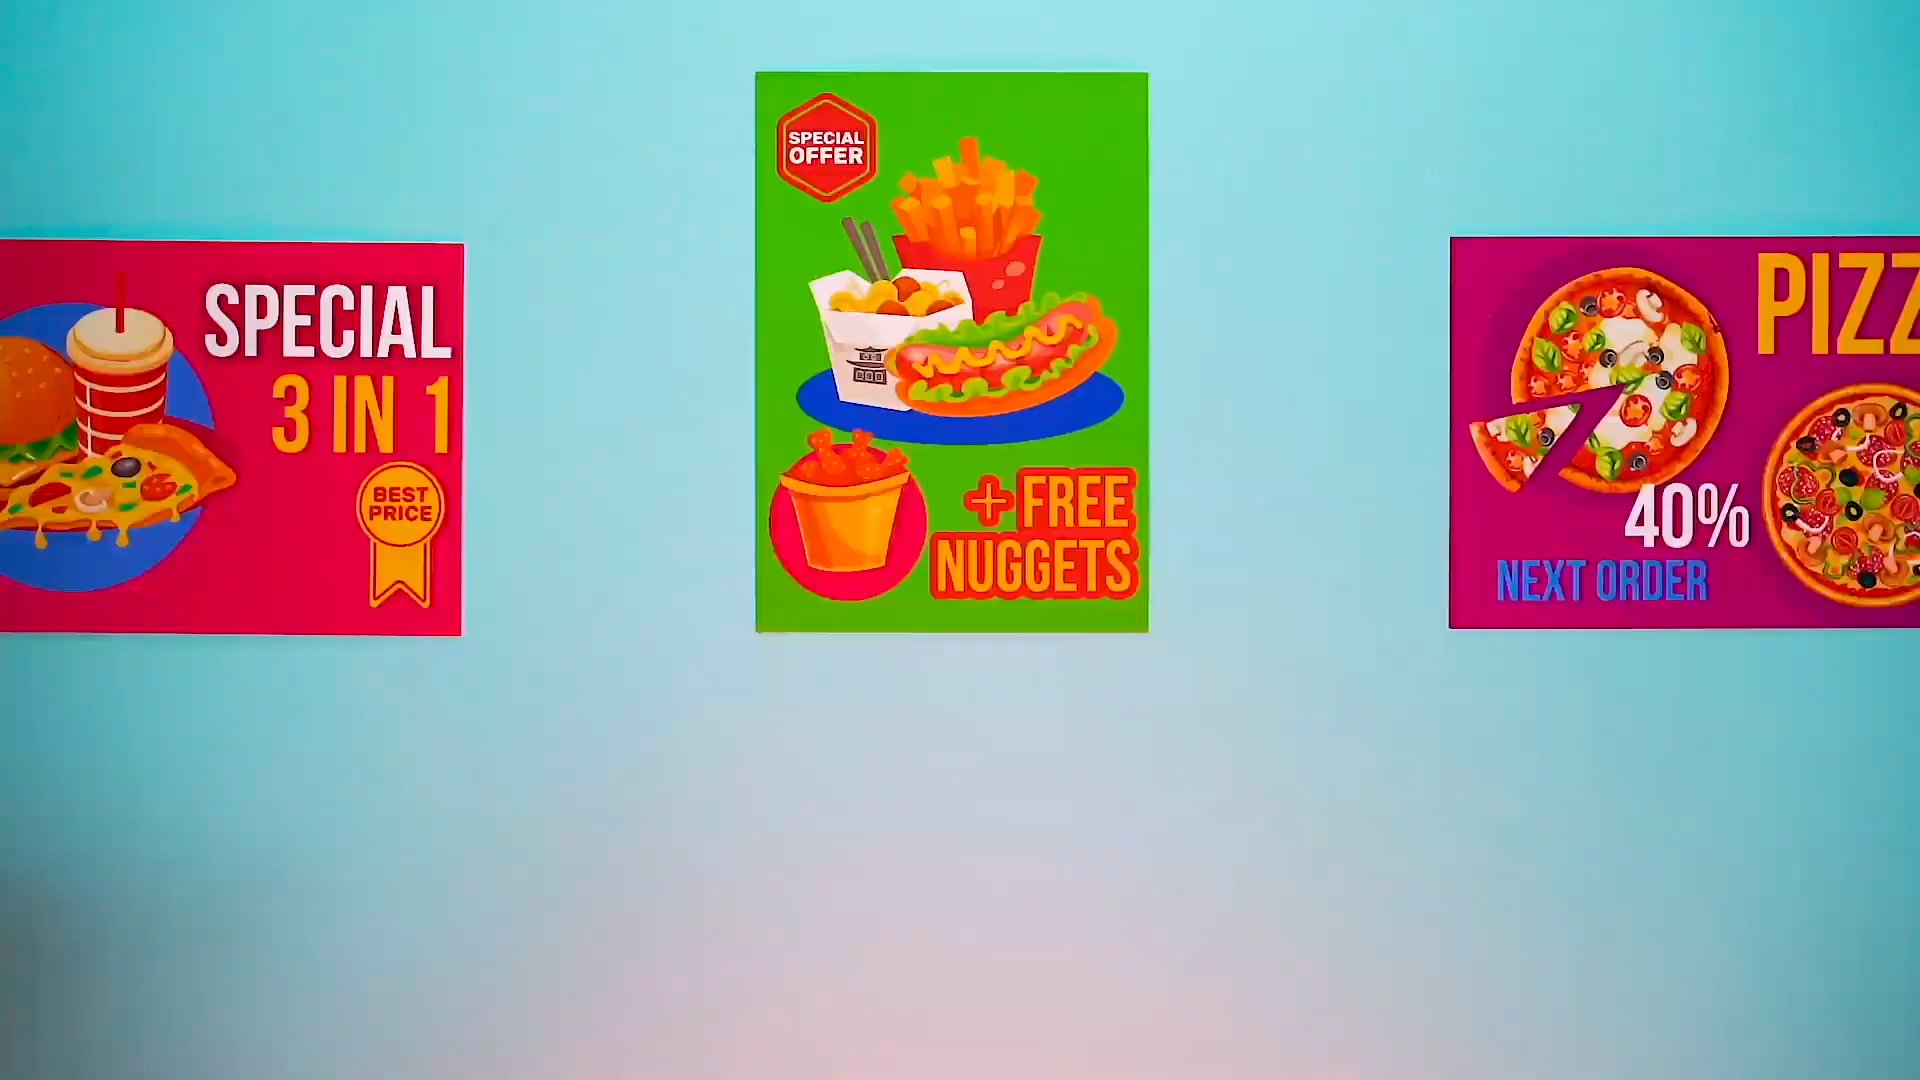 SPECIAL
3 IN 1
BEST
PRICE
SPECIAL
OFFER
+ FREE
NUGGETS
PIZZ
40%
NEXT ORDER